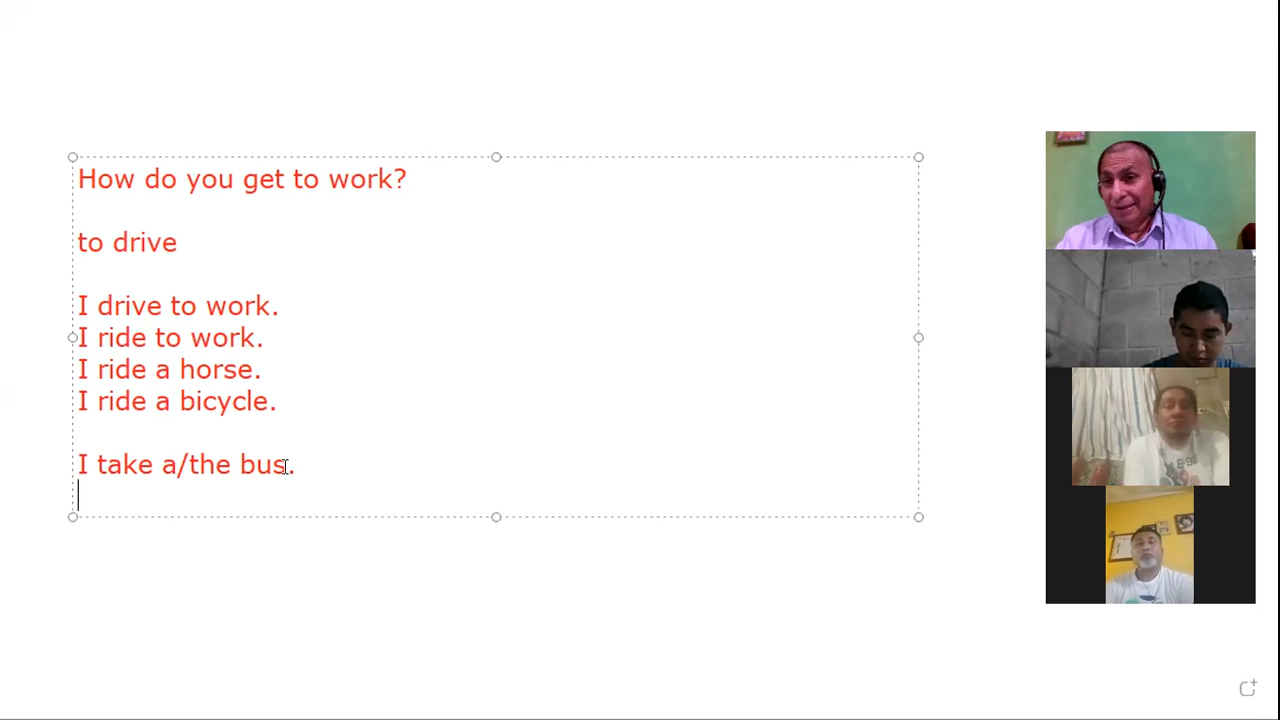 How do you get to work?
to drive
I drive to work.
I ride to work.
I ride a horse.
I ride a bicycle.
I take a/the bus.